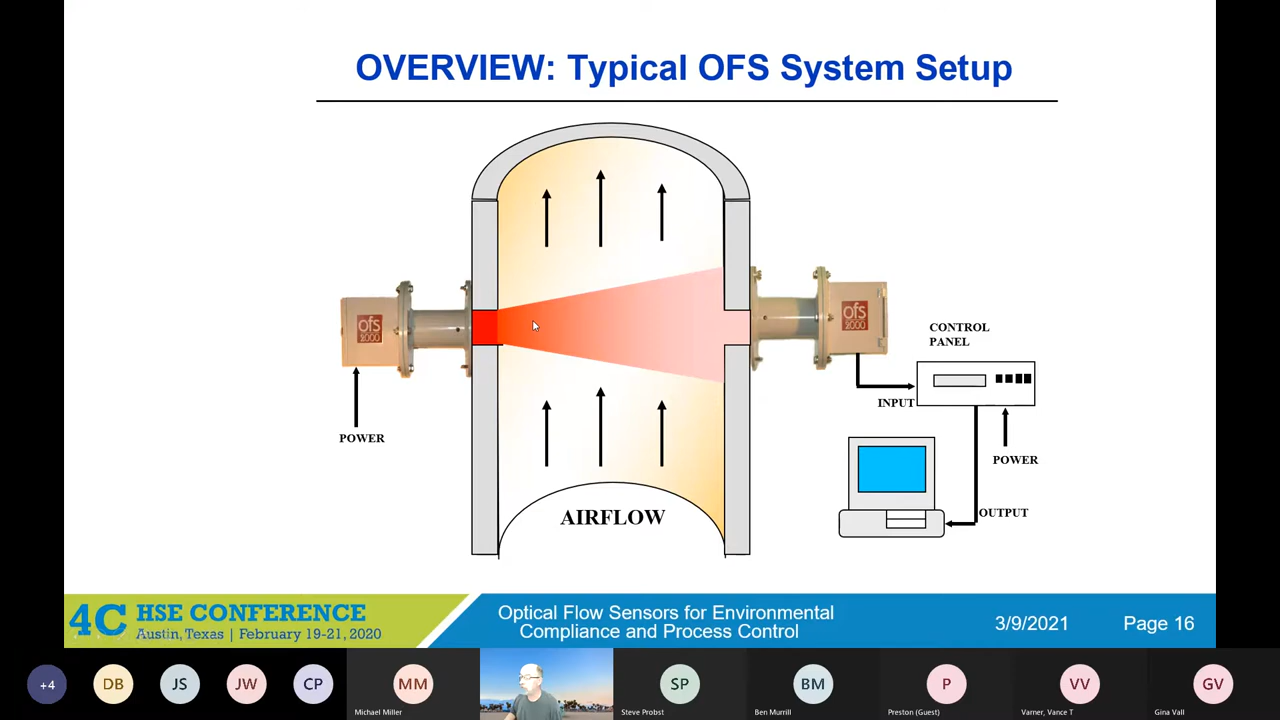 OVERVIEW: Typical OFS System Setup
ofs
2000
ofs
2000
CONTROL
PANEL
INPUT
POWER
POWER
OUTPUT
AIRFLOW
4C HSE CONFERENCE
Austin, Texas | February 19-21, 2020
Optical Flow Sensors for Environmental
Compliance and Process Control
3/9/2021
Page 16
+4
DB
JS
JW
CP
MM
Michael Miller
SP
Steve Probst
BM
Ben Murrill
P
Preston (Guest)
VV
Varner, Vance T
GV
Gina Vall